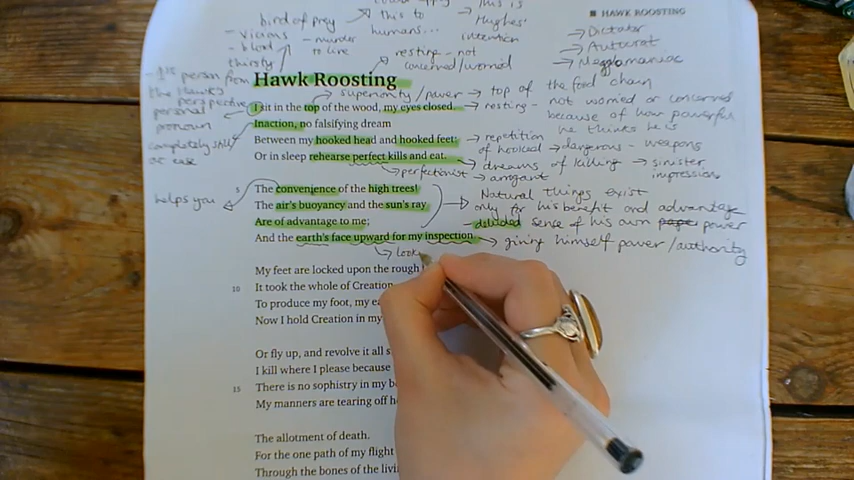 ■ HAWK ROOSTING
bird of prey
- vicious
- murder to live
- blood thirsty
this to humans...
→ This is Hughes' intention
→ Dictator
→ Autocrat
→ Megalomaniac
resting - not concerned/worried
- 1st person from the Hawk's perspective
personal pronoun
Hawk Roosting
→ superiority/power → top of the food chain
I sit in the top of the wood, my eyes closed.
→ resting - not worried or concerned because of how powerful he thinks he is
Inaction, no falsifying dream
completely still or ease
Between my hooked head and hooked feet:
→ repetition of hooked → dangerous - weapons
Or in sleep rehearse perfect kills and eat.
→ dreams of killing → sinister impressions
→ perfectionist → arrogant
5 The convenience of the high trees!
helps you
The air's buoyancy and the sun's ray
→ Natural things exist only for his benefit and advantage
Are of advantage to me;
- deluded sense of his own power
And the earth's face upward for my inspection
→ giving himself power/authority
→ look
My feet are locked upon the rough
10 It took the whole of Creation
To produce my foot, my
Now I hold Creation in my
Or fly up, and revolve it all
I kill where I please because
15 There is no sophistry in my
My manners are tearing off
The allotment of death.
For the one path of my flight
Through the bones of the